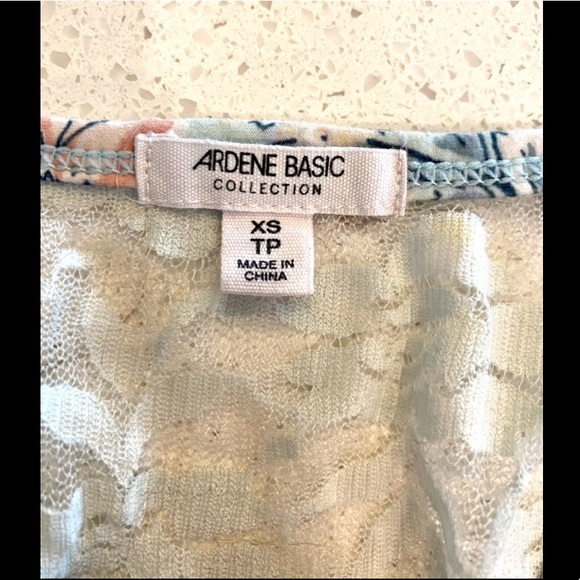 ARDENE BASIC
COLLECTION
XS
TP
MADE IN
CHINA